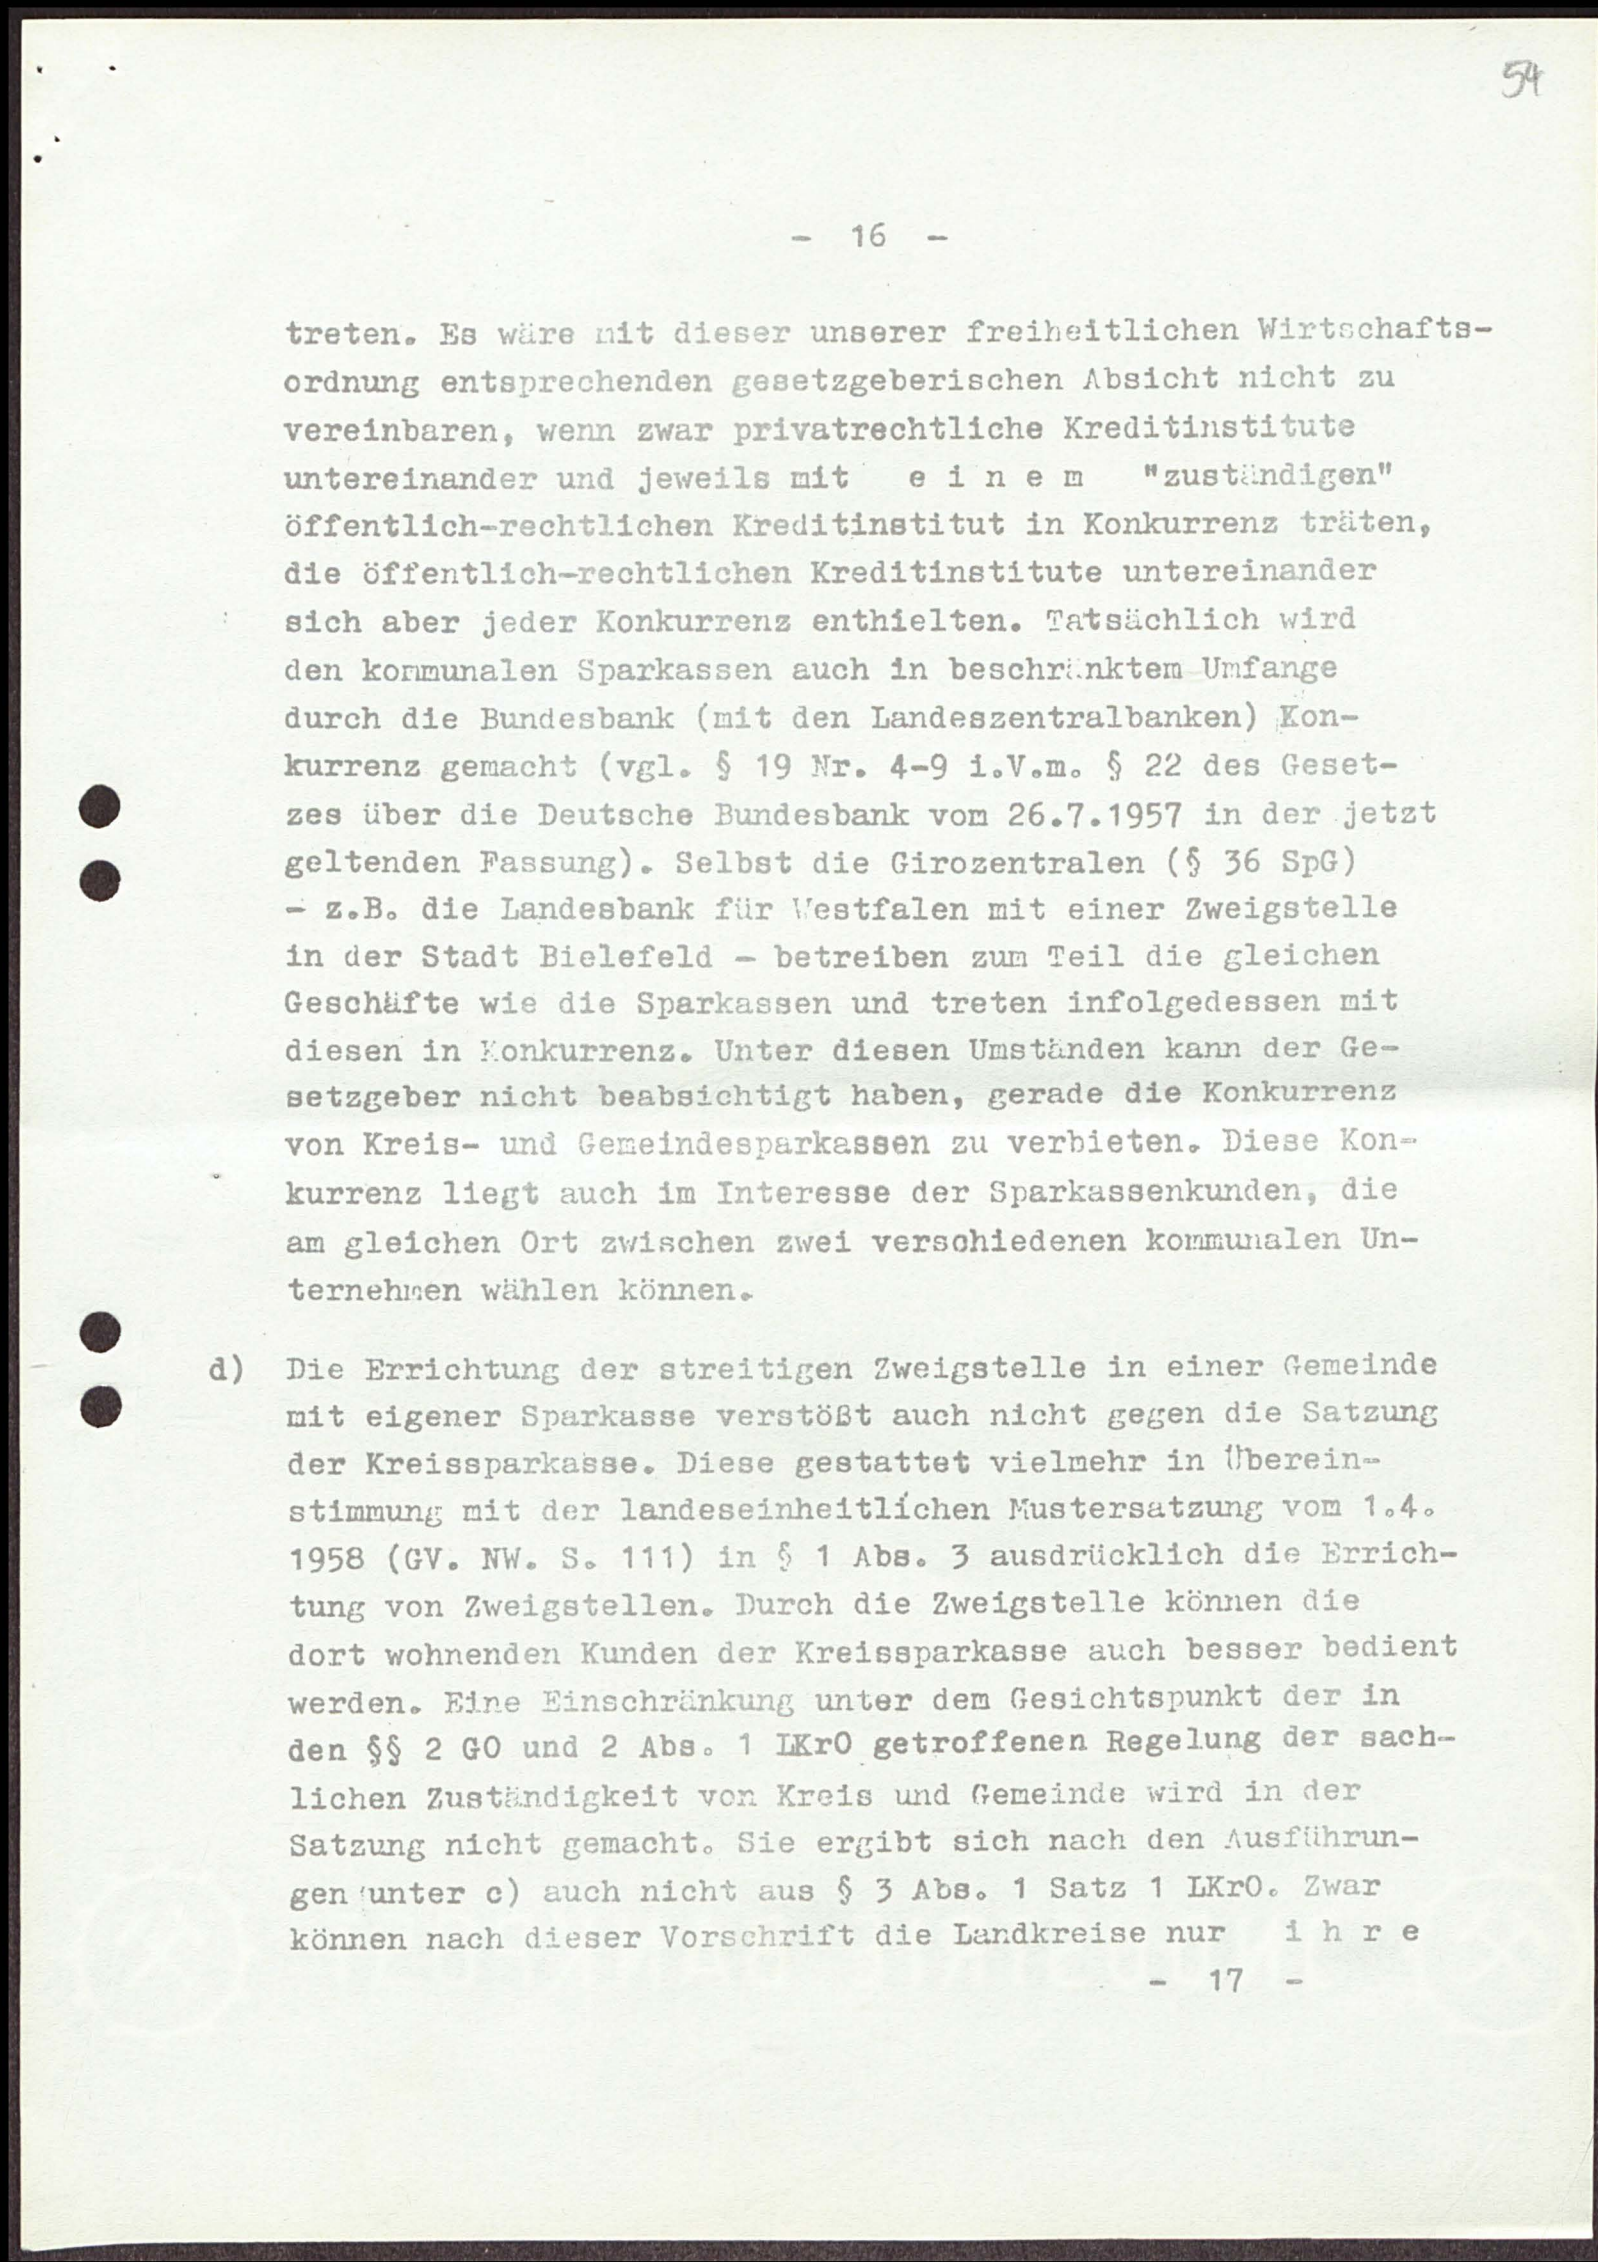 54
- 16 -
treten. Es wäre mit dieser unserer freiheitlichen Wirtschafts-
ordnung entsprechenden gesetzgeberischen Absicht nicht zu
vereinbaren, wenn zwar privatrechtliche Kreditinstitute
untereinander und jeweils mit e i n e m "zuständigen"
öffentlich-rechtlichen Kreditinstitut in Konkurrenz träten,
die öffentlich-rechtlichen Kreditinstitute untereinander
sich aber jeder Konkurrenz enthielten. Tatsächlich wird
den kommunalen Sparkassen auch in beschränktem Umfange
durch die Bundesbank (mit den Landeszentralbanken) Kon-
kurrenz gemacht (vgl. § 19 Nr. 4-9 i.V.m. § 22 des Geset-
zes über die Deutsche Bundesbank vom 26.7.1957 in der jetzt
geltenden Fassung). Selbst die Girozentralen (§ 36 SpG)
- z.B. die Landesbank für Westfalen mit einer Zweigstelle
in der Stadt Bielefeld - betreiben zum Teil die gleichen
Geschäfte wie die Sparkassen und treten infolgedessen mit
diesen in Konkurrenz. Unter diesen Umständen kann der Ge-
setzgeber nicht beabsichtigt haben, gerade die Konkurrenz
von Kreis- und Gemeindesparkassen zu verbieten. Diese Kon-
kurrenz liegt auch im Interesse der Sparkassenkunden, die
am gleichen Ort zwischen zwei verschiedenen kommunalen Un-
ternehmen wählen können.
d) Die Errichtung der streitigen Zweigstelle in einer Gemeinde
mit eigener Sparkasse verstößt auch nicht gegen die Satzung
der Kreissparkasse. Diese gestattet vielmehr in Überein-
stimmung mit der landeseinheitlichen Mustersatzung vom 1.4.
1958 (GV. NW. S. 111) in § 1 Abs. 3 ausdrücklich die Errich-
tung von Zweigstellen. Durch die Zweigstelle können die
dort wohnenden Kunden der Kreissparkasse auch besser bedient
werden. Eine Einschränkung unter dem Gesichtspunkt der in
den §§ 2 GO und 2 Abs. 1 LKrO getroffenen Regelung der sach-
lichen Zuständigkeit von Kreis und Gemeinde wird in der
Satzung nicht gemacht. Sie ergibt sich nach den Ausführun-
gen unter c) auch nicht aus § 3 Abs. 1 Satz 1 LKrO. Zwar
können nach dieser Vorschrift die Landkreise nur i h r e
- 17 -